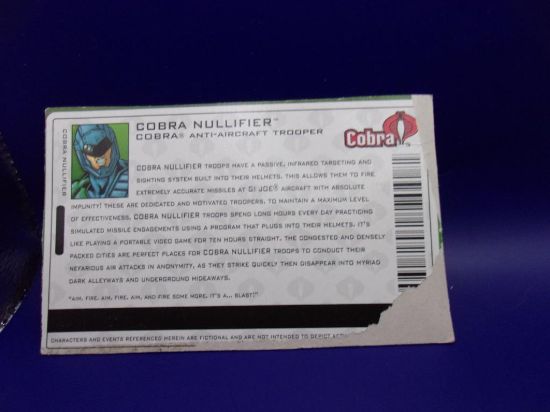 COBRA NULLIFIER™
COBRA® ANTI-AIRCRAFT TROOPER
Cobra
COBRA NULLIFIER
COBRA NULLIFIER TROOPS HAVE A PASSIVE, INFRARED TARGETING AND
SIGHTING SYSTEM BUILT INTO THEIR HELMETS. THIS ALLOWS THEM TO FIRE
EXTREMELY ACCURATE MISSILES AT GI JOE® AIRCRAFT WITH ABSOLUTE
IMPUNITY! THESE ARE DEDICATED AND MOTIVATED TROOPERS. TO MAINTAIN A MAXIMUM LEVEL
OF EFFECTIVENESS, COBRA NULLIFIER TROOPS SPEND LONG HOURS EVERY DAY PRACTICING
SIMULATED MISSILE ENGAGEMENTS USING A PROGRAM THAT PLUGS INTO THEIR HELMETS. IT'S
LIKE PLAYING A PORTABLE VIDEO GAME FOR TEN HOURS STRAIGHT. THE CONGESTED AND DENSELY
PACKED CITIES ARE PERFECT PLACES FOR COBRA NULLIFIER TROOPS TO CONDUCT THEIR
NEFARIOUS AIR ATTACKS IN ANONYMITY, AS THEY STRIKE QUICKLY THEN DISAPPEAR INTO MYRIAD
DARK ALLEYWAYS AND UNDERGROUND HIDEAWAYS.
"AIM, FIRE. AIM, FIRE. AIM, AND FIRE SOME MORE. IT'S A... BLAST!"
CHARACTERS AND EVENTS REFERENCED HEREIN ARE FICTIONAL AND ARE NOT INTENDED TO DEPICT